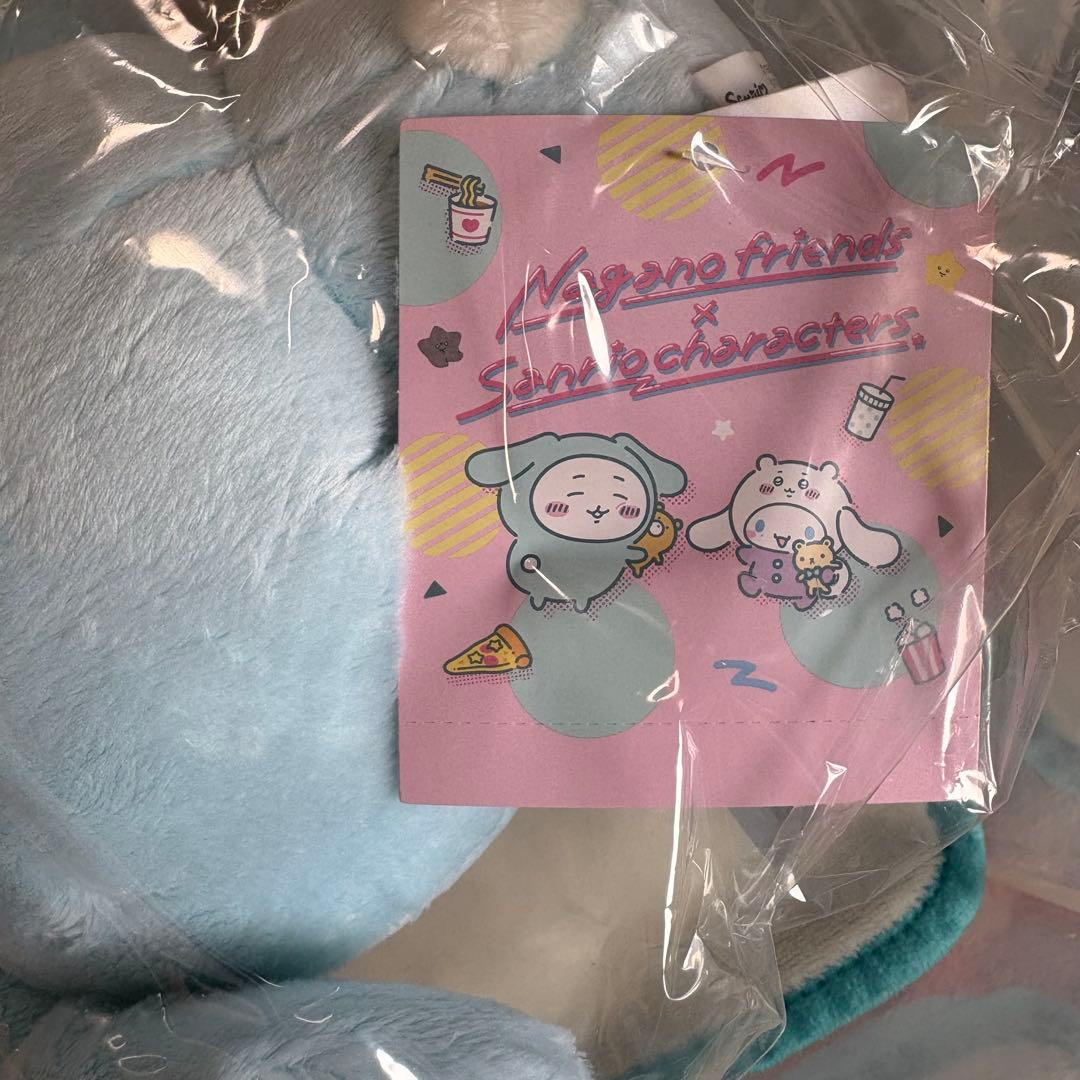 Nagano friends
×
Sanrio characters